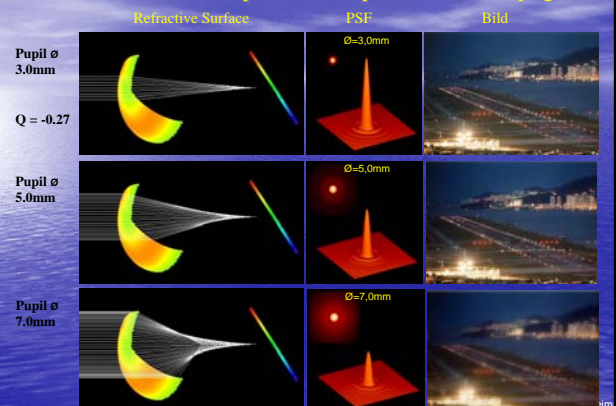 Refractive Surface PSF Bild
Pupil ø
3.0mm
Ø=3,0mm
Q = -0.27
Pupil ø
5.0mm
Ø=5,0mm
Pupil ø
7.0mm
Ø=7,0mm